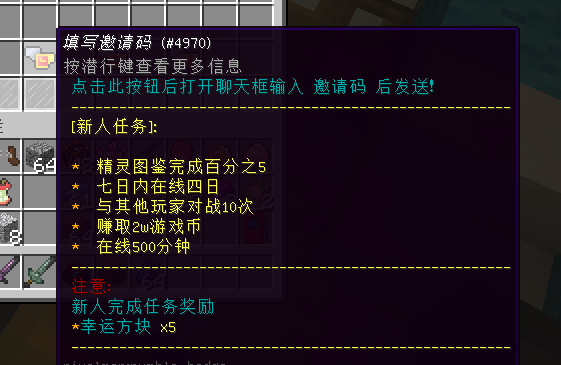 填写邀请码 (#4970)
按潜行键查看更多信息
点击此按钮后打开聊天框输入 邀请码 后发送!
[新人任务]:
* 精灵图鉴完成百分之5
* 七日内在线四日
* 与其他玩家对战10次
* 赚取2w游戏币
* 在线500分钟
注意:
新人完成任务奖励
*幸运方块 x5
64
8